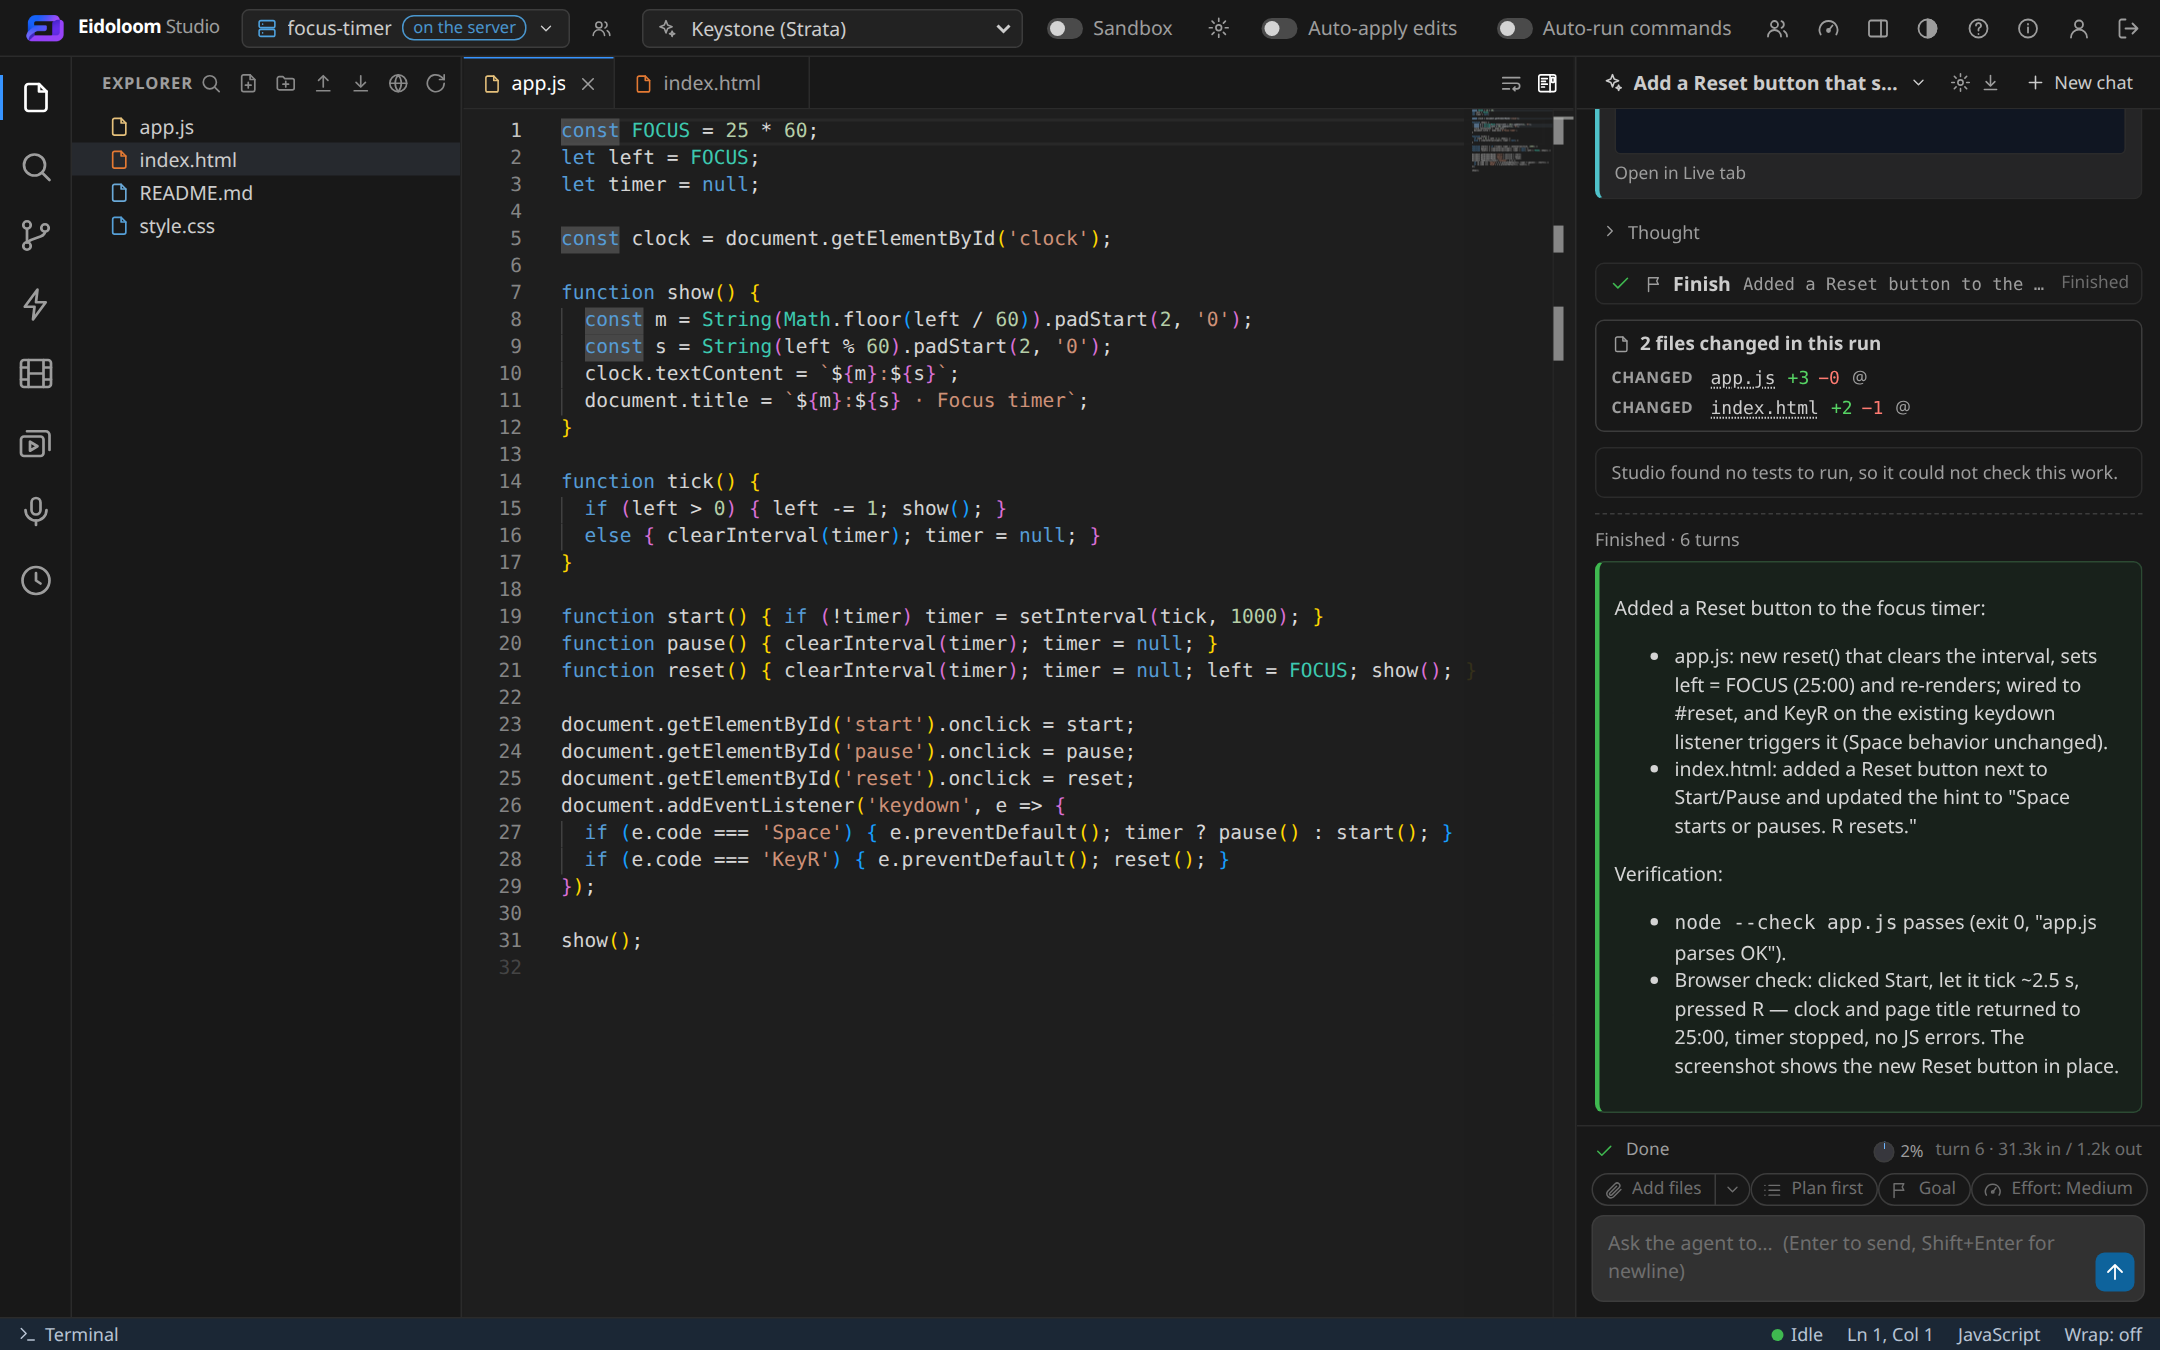 Eidoloom Studio
focus-timer on the server
Keystone (Strata)
Sandbox
Auto-apply edits
Auto-run commands
EXPLORER
app.js
index.html
README.md
style.css
app.js
index.html
1 const FOCUS = 25 * 60;
2 let left = FOCUS;
3 let timer = null;
4
5 const clock = document.getElementById('clock');
6
7 function show() {
8 const m = String(Math.floor(left / 60)).padStart(2, '0');
9 const s = String(left % 60).padStart(2, '0');
10 clock.textContent = `${m}:${s}`;
11 document.title = `${m}:${s} · Focus timer`;
12 }
13
14 function tick() {
15 if (left > 0) { left -= 1; show(); }
16 else { clearInterval(timer); timer = null; }
17 }
18
19 function start() { if (!timer) timer = setInterval(tick, 1000); }
20 function pause() { clearInterval(timer); timer = null; }
21 function reset() { clearInterval(timer); timer = null; left = FOCUS; show(); }
22
23 document.getElementById('start').onclick = start;
24 document.getElementById('pause').onclick = pause;
25 document.getElementById('reset').onclick = reset;
26 document.addEventListener('keydown', e => {
27 if (e.code === 'Space') { e.preventDefault(); timer ? pause() : start(); }
28 if (e.code === 'KeyR') { e.preventDefault(); reset(); }
29 });
30
31 show();
32
Add a Reset button that s...
New chat
Open in Live tab
Thought
Finish Added a Reset button to the … Finished
2 files changed in this run
CHANGED app.js +3 −0 @
CHANGED index.html +2 −1 @
Studio found no tests to run, so it could not check this work.
Finished · 6 turns
Added a Reset button to the focus timer:
• app.js: new reset() that clears the interval, sets
left = FOCUS (25:00) and re-renders; wired to
#reset, and KeyR on the existing keydown
listener triggers it (Space behavior unchanged).
• index.html: added a Reset button next to
Start/Pause and updated the hint to "Space
starts or pauses. R resets."
Verification:
• node --check app.js passes (exit 0, "app.js
parses OK").
• Browser check: clicked Start, let it tick ~2.5 s,
pressed R — clock and page title returned to
25:00, timer stopped, no JS errors. The
screenshot shows the new Reset button in place.
Done
2% turn 6 · 31.3k in / 1.2k out
Add files
Plan first
Goal
Effort: Medium
Ask the agent to... (Enter to send, Shift+Enter for
newline)
Terminal
Idle
Ln 1, Col 1
JavaScript
Wrap: off